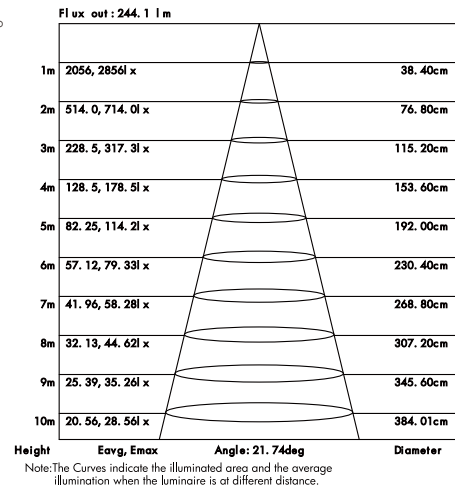 Flux out:244.1 lm
1m 2056, 2856lx 38.40cm
2m 514.0, 714.0lx 76.80cm
3m 228.5, 317.3lx 115.20cm
4m 128.5, 178.5lx 153.60cm
5m 82.25, 114.2lx 192.00cm
6m 57.12, 79.33lx 230.40cm
7m 41.96, 58.28lx 268.80cm
8m 32.13, 44.62lx 307.20cm
9m 25.39, 35.26lx 345.60cm
10m 20.56, 28.56lx 384.01cm
Height Eavg, Emax Angle:21.74deg Diameter
Note:The Curves indicate the illuminated area and the average
illumination when the luminaire is at different distance.